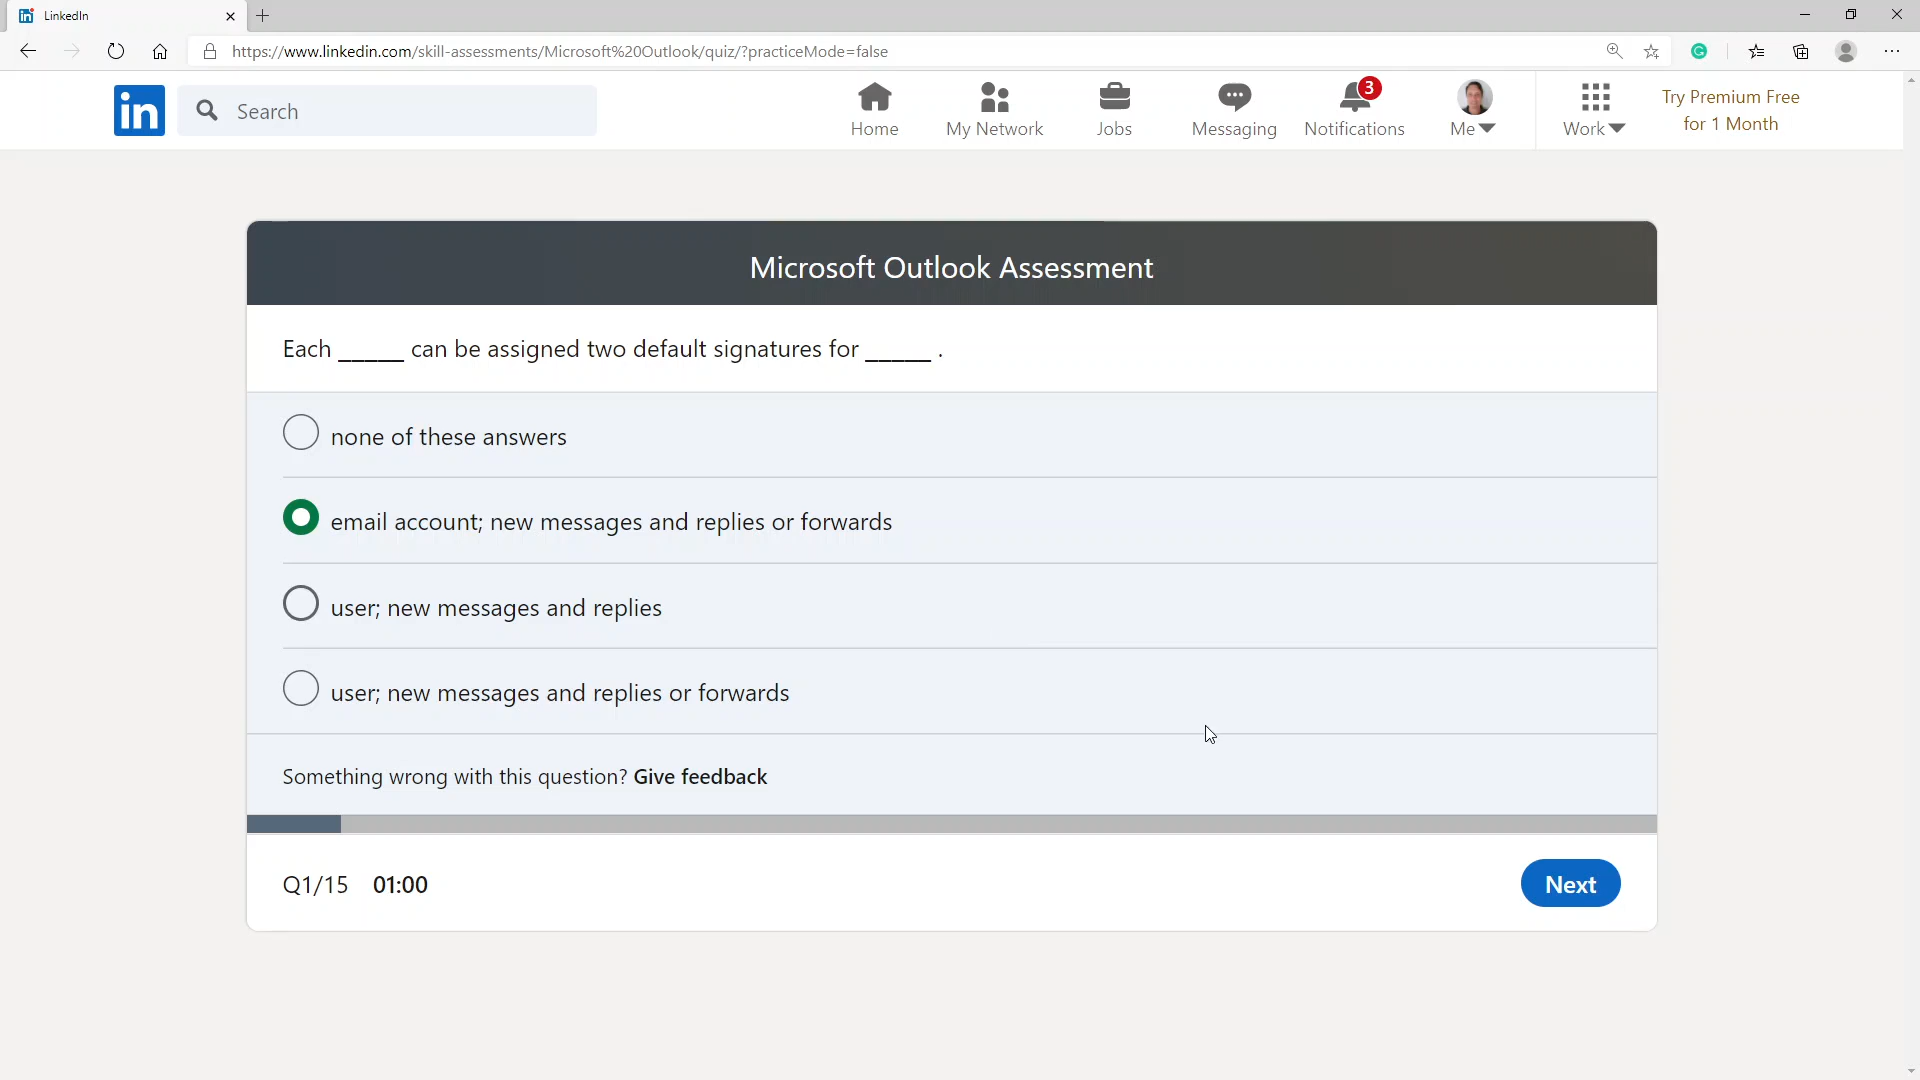 LinkedIn
https://www.linkedin.com/skill-assessments/Microsoft%20Outlook/quiz/?practiceMode=false
in
Search
Home
My Network
Jobs
Messaging
3
Notifications
Me
Work
Try Premium Free
for 1 Month
Microsoft Outlook Assessment
Each _____ can be assigned two default signatures for _____ .
none of these answers
email account; new messages and replies or forwards
user; new messages and replies
user; new messages and replies or forwards
Something wrong with this question? Give feedback
Q1/15 01:00
Next